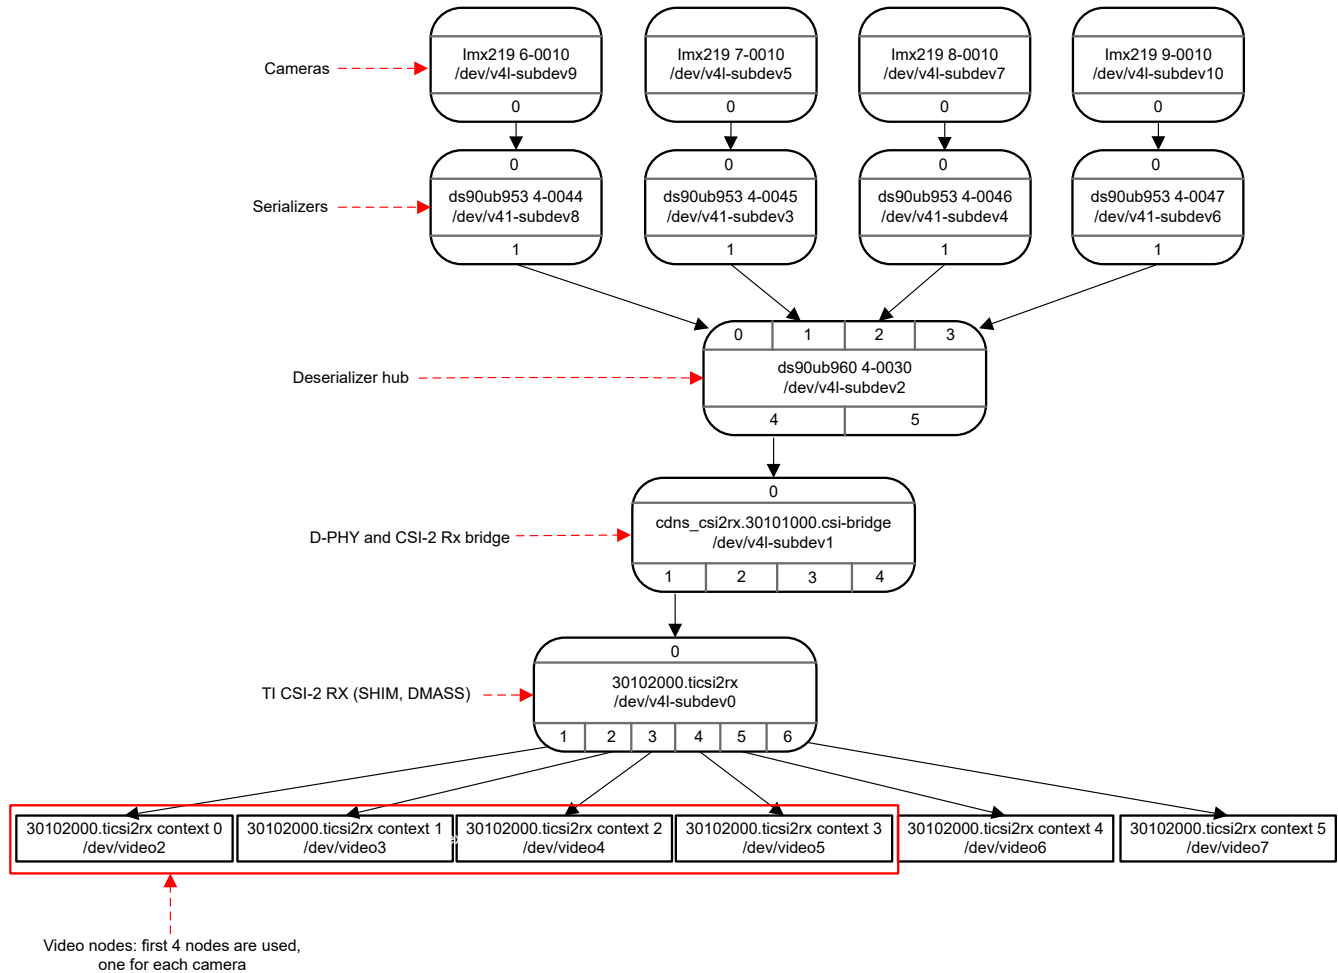 Imx219 6-0010
/dev/v4l-subdev9
0
Imx219 7-0010
/dev/v4l-subdev5
0
Imx219 8-0010
/dev/v4l-subdev7
0
Imx219 9-0010
/dev/v4l-subdev10
0
Cameras
0
ds90ub953 4-0044
/dev/v41-subdev8
1
0
ds90ub953 4-0045
/dev/v41-subdev3
1
0
ds90ub953 4-0046
/dev/v41-subdev4
1
0
ds90ub953 4-0047
/dev/v41-subdev6
1
Serializers
0 1 2 3
ds90ub960 4-0030
/dev/v4l-subdev2
4 5
Deserializer hub
0
cdns_csi2rx.30101000.csi-bridge
/dev/v4l-subdev1
1 2 3 4
D-PHY and CSI-2 Rx bridge
0
30102000.ticsi2rx
/dev/v4l-subdev0
1 2 3 4 5 6
TI CSI-2 RX (SHIM, DMASS)
30102000.ticsi2rx context 0
/dev/video2
30102000.ticsi2rx context 1
/dev/video3
30102000.ticsi2rx context 2
/dev/video4
30102000.ticsi2rx context 3
/dev/video5
30102000.ticsi2rx context 4
/dev/video6
30102000.ticsi2rx context 5
/dev/video7
Video nodes: first 4 nodes are used,
one for each camera